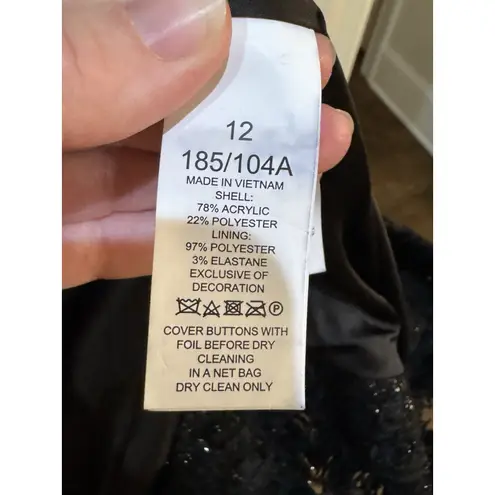 12
185/104A
MADE IN VIETNAM
SHELL:
78% ACRYLIC
22% POLYESTER
LINING:
97% POLYESTER
3% ELASTANE
EXCLUSIVE OF
DECORATION
P
COVER BUTTONS WITH
FOIL BEFORE DRY
CLEANING
IN A NET BAG
DRY CLEAN ONLY